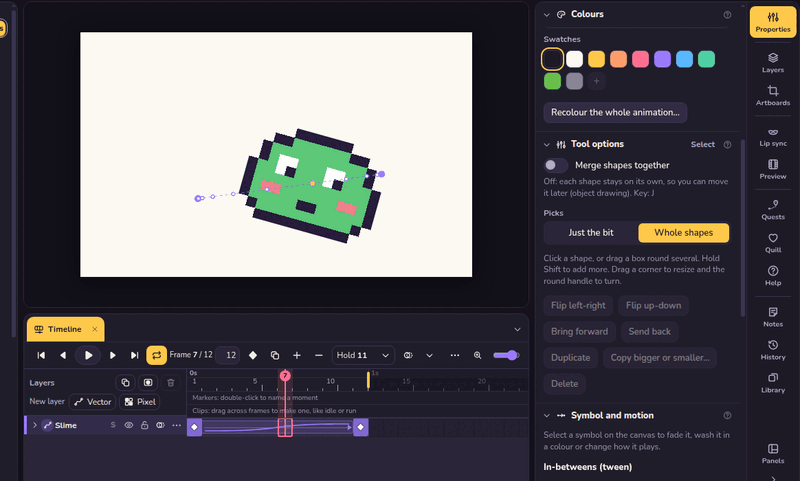 Colours
Swatches
Recolour the whole animation...
Tool options
Select
Merge shapes together
Off: each shape stays on its own, so you can move
it later (object drawing). Key: J
Picks
Just the bit
Whole shapes
Click a shape, or drag a box round several. Hold
Shift to add more. Drag a corner to resize and the
round handle to turn.
Flip left-right
Flip up-down
Bring forward
Send back
Duplicate
Copy bigger or smaller...
Delete
Symbol and motion
Select a symbol on the canvas to fade it, wash it in
a colour or change how it plays.
In-betweens (tween)
Properties
Layers
Artboards
Lip sync
Preview
Quests
Quill
Help
Notes
History
Library
Panels
Timeline
Frame 7 / 12
12
Hold 11
Layers
New layer
Vector
Pixel
0s
1s
1
5
7
10
15
20
Markers: double-click to name a moment
Clips: drag across frames to make one, like idle or run
Slime
S